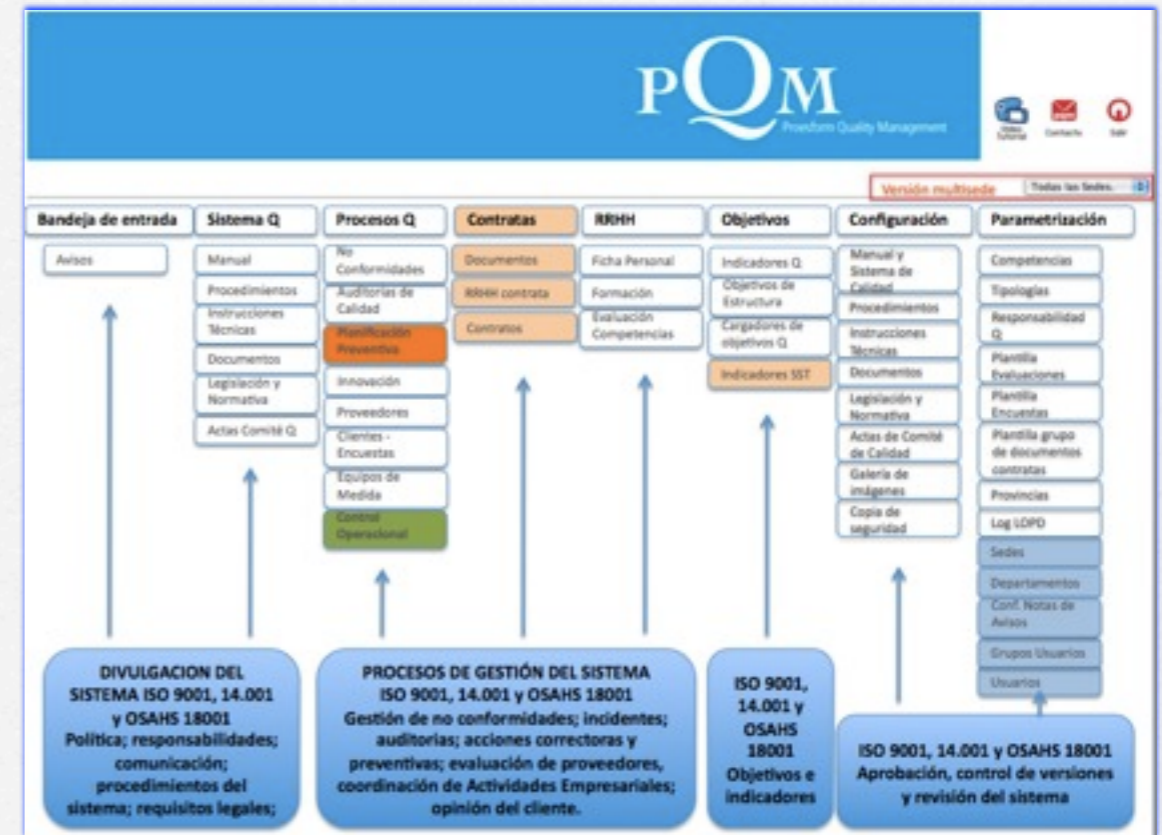 PQM
Proesform Quality Management
Video
Tutorial
Contacto
Salir
Versión multisede
Todas las Sedes.
Bandeja de entrada
Sistema Q
Procesos Q
Contratas
RRHH
Objetivos
Configuración
Parametrización
Avisos
Manual
Procedimientos
Instrucciones
Técnicas
Documentos
Legislación y
Normativa
Actas Comité Q
No
Conformidades
Auditorias de
Calidad
Planificación
Preventiva
Innovación
Proveedores
Clientes -
Encuestas
Equipos de
Medida
Control
Operacional
Documentos
RRHH contrata
Contratos
Ficha Personal
Formación
Evaluación
Competencias
Indicadores Q
Objetivos de
Estructura
Cargadores de
objetivos Q
Indicadores SST
Manual y
Sistema de
Calidad
Procedimientos
Instrucciones
Técnicas
Documentos
Legislación y
Normativa
Actas de Comité
de Calidad
Galería de
imágenes
Copia de
seguridad
Competencias
Tipologías
Responsabilidad
Q
Plantilla
Evaluaciones
Plantilla
Encuestas
Plantilla grupo
de documentos
contratas
Provincias
Log LOPD
Sedes
Departamentos
Conf. Notas de
Avisos
Grupos Usuarios
Usuarios
DIVULGACION DEL
SISTEMA ISO 9001, 14.001
y OSAHS 18001
Política; responsabilidades;
comunicación;
procedimientos del
sistema; requisitos legales;
PROCESOS DE GESTIÓN DEL SISTEMA
ISO 9001, 14.001 y OSAHS 18001
Gestión de no conformidades; incidentes;
auditorias; acciones correctoras y
preventivas; evaluación de proveedores,
coordinación de Actividades Empresariales;
opinión del cliente.
ISO 9001,
14.001 y
OSAHS
18001
Objetivos e
indicadores
ISO 9001, 14.001 y OSAHS 18001
Aprobación, control de versiones
y revisión del sistema